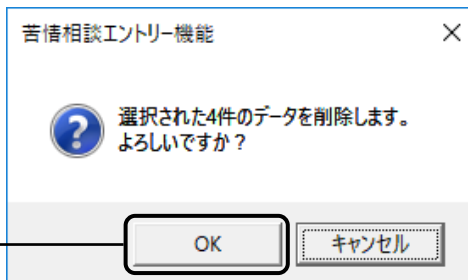 苦情相談エントリー機能
選択された4件のデータを削除します。
よろしいですか？
OK
キャンセル